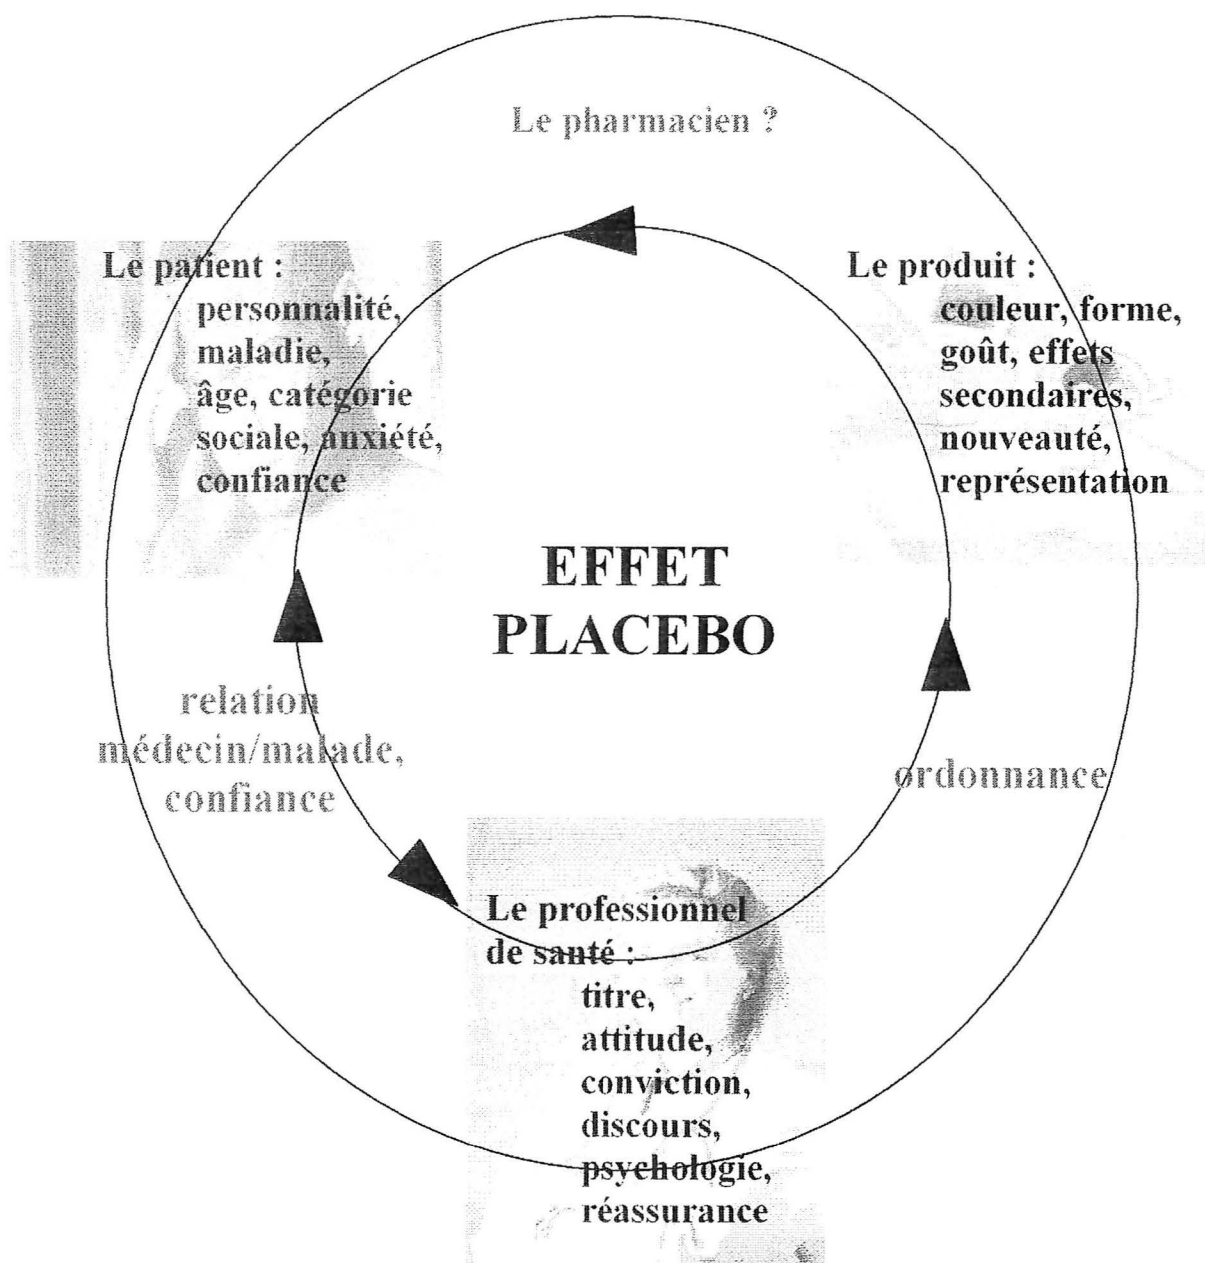 Le pharmacien ?
Le patient :
personnalité,
maladie,
âge, catégorie
sociale, anxiété,
confiance
Le produit :
couleur, forme,
goût, effets
secondaires,
nouveauté,
représentation
EFFET
PLACEBO
relation
médecin/malade,
confiance
ordonnance
Le professionnel
de santé :
titre,
attitude,
conviction,
discours,
psychologie,
réassurance